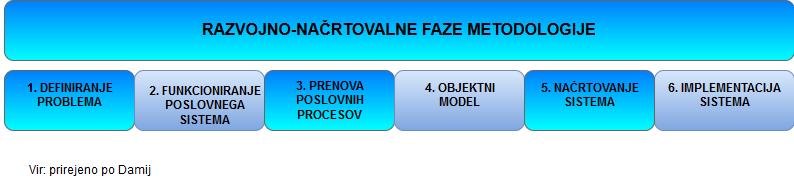 RAZVOJNO-NAČRTOVALNE FAZE METODOLOGIJE
1. DEFINIRANJE
PROBLEMA
2. FUNKCIONIRANJE
POSLOVNEGA
SISTEMA
3. PRENOVA
POSLOVNIH
PROCESOV
4. OBJEKTNI
MODEL
5. NAČRTOVANJE
SISTEMA
6. IMPLEMENTACIJA
SISTEMA
Vir: prirejeno po Damij